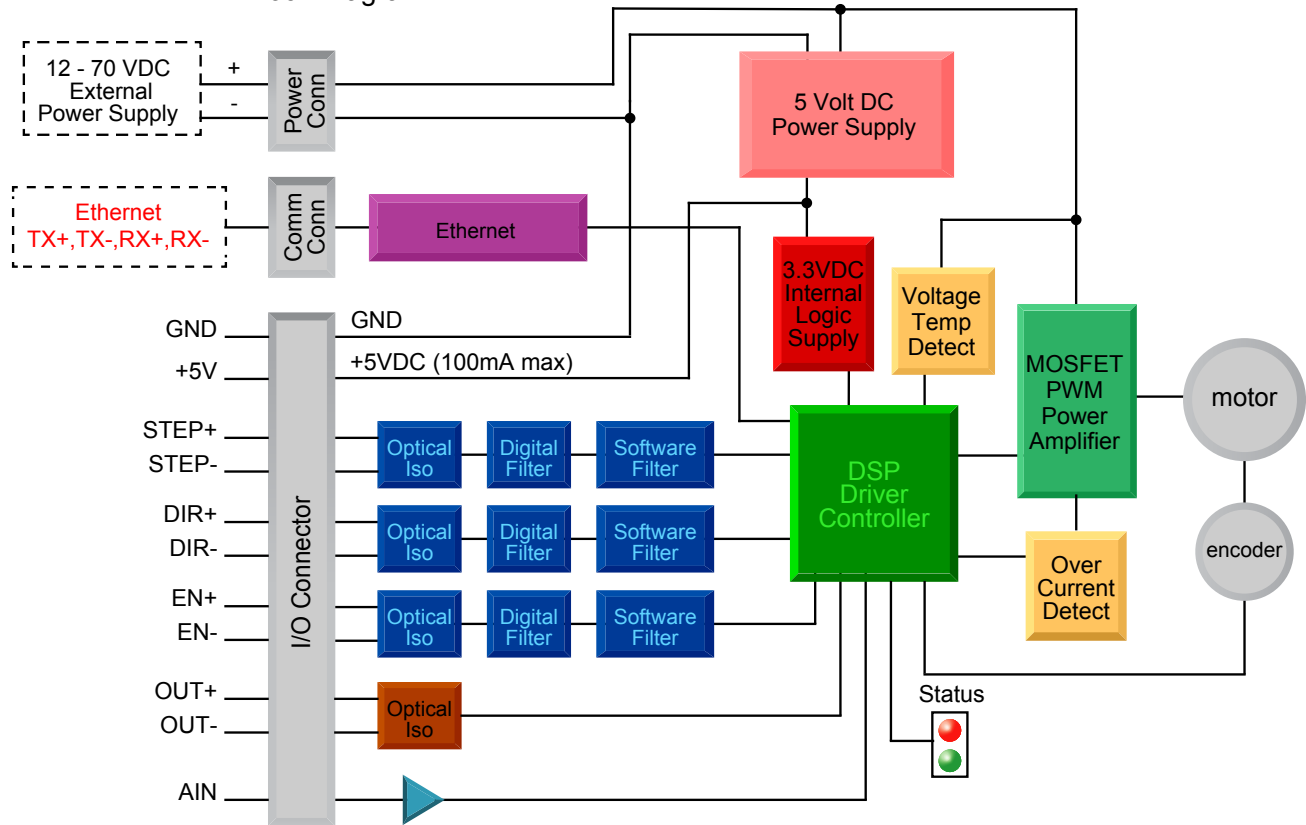 12 - 70 VDC
External
Power Supply
+
-
Power
Conn
5 Volt DC
Power Supply
Ethernet
TX+,TX-,RX+,RX-
Comm
Conn
Ethernet
3.3VDC
Internal
Logic
Supply
Voltage
Temp
Detect
MOSFET
PWM
Power
Amplifier
motor
encoder
Over
Current
Detect
DSP
Driver
Controller
GND
+5V
STEP+
STEP-
DIR+
DIR-
EN+
EN-
OUT+
OUT-
AIN
I/O Connector
GND
+5VDC (100mA max)
Optical
Iso
Digital
Filter
Software
Filter
Optical
Iso
Digital
Filter
Software
Filter
Optical
Iso
Digital
Filter
Software
Filter
Optical
Iso
Status